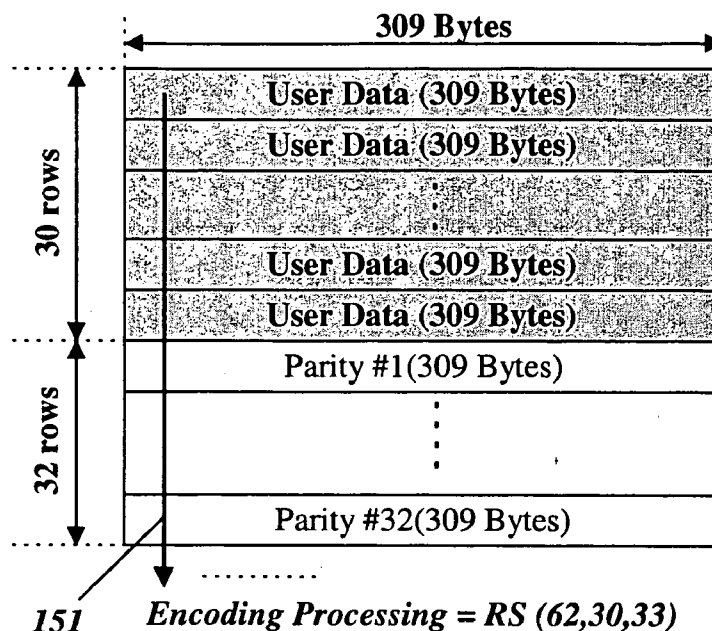 309 Bytes
User Data (309 Bytes)
User Data (309 Bytes)
User Data (309 Bytes)
User Data (309 Bytes)
30 rows
Parity #1(309 Bytes)
32 rows
Parity #32(309 Bytes)
151
Encoding Processing = RS (62,30,33)